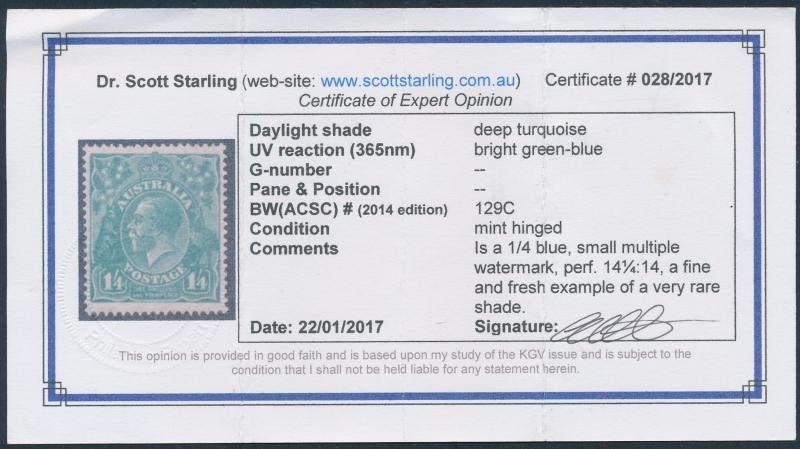 Dr. Scott Starling (web-site: www.scottstarling.com.au) Certificate # 028/2017
Certificate of Expert Opinion
AUSTRALIA
1/4 1/4
POSTAGE
Daylight shade deep turquoise
UV reaction (365nm) bright green-blue
G-number --
Pane & Position --
BW(ACSC) # (2014 edition) 129C
Condition mint hinged
Comments Is a 1/4 blue, small multiple
watermark, perf. 14¼:14, a fine
and fresh example of a very rare
shade.
Date: 22/01/2017 Signature:
This opinion is provided in good faith and is based upon my study of the KGV issue and is subject to the
condition that I shall not be held liable for any statement herein.